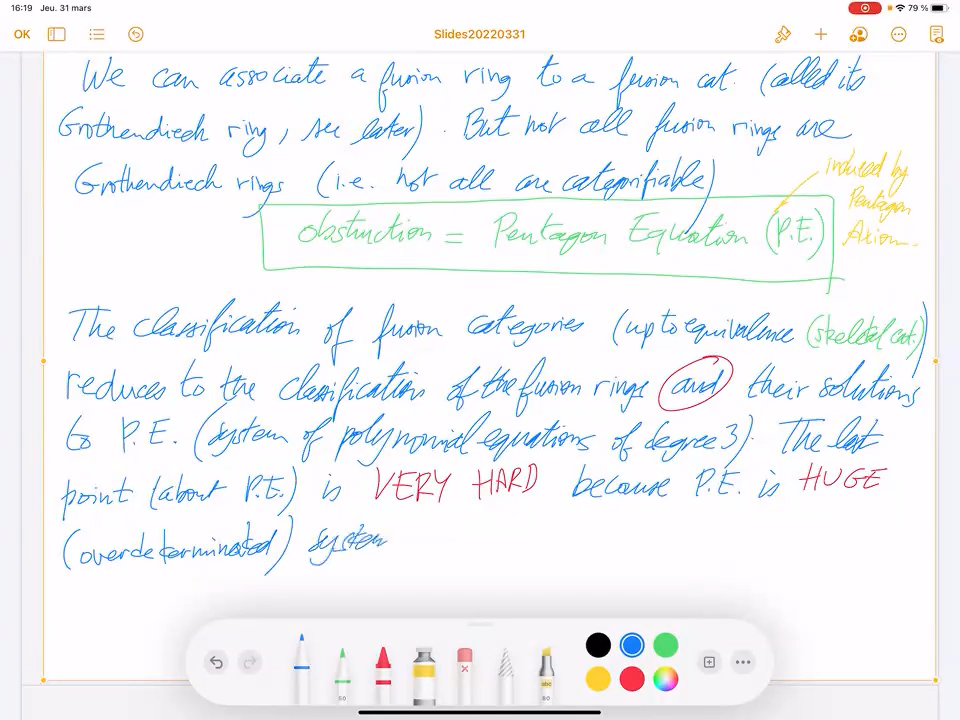 16:19 Jeu. 31 mars
79 %
OK
Slides20220331
We can associate a fusion ring to a fusion cat. (called its
Grothendieck ring, see later). But not all fusion rings are
Grothendieck rings (i.e. not all are categorifiable)
induced by
Pentagon
Axiom.
obstruction = Pentagon Equation (P.E.)
The classification of fusion categories (up to equivalence (skeletal cat.)
reduces to the classification of the fusion rings and their solutions
to P.E. (system of polynomial equations of degree 3). The last
point (about P.E.) is VERY HARD because P.E. is HUGE
(overdeterminated) system
50
80